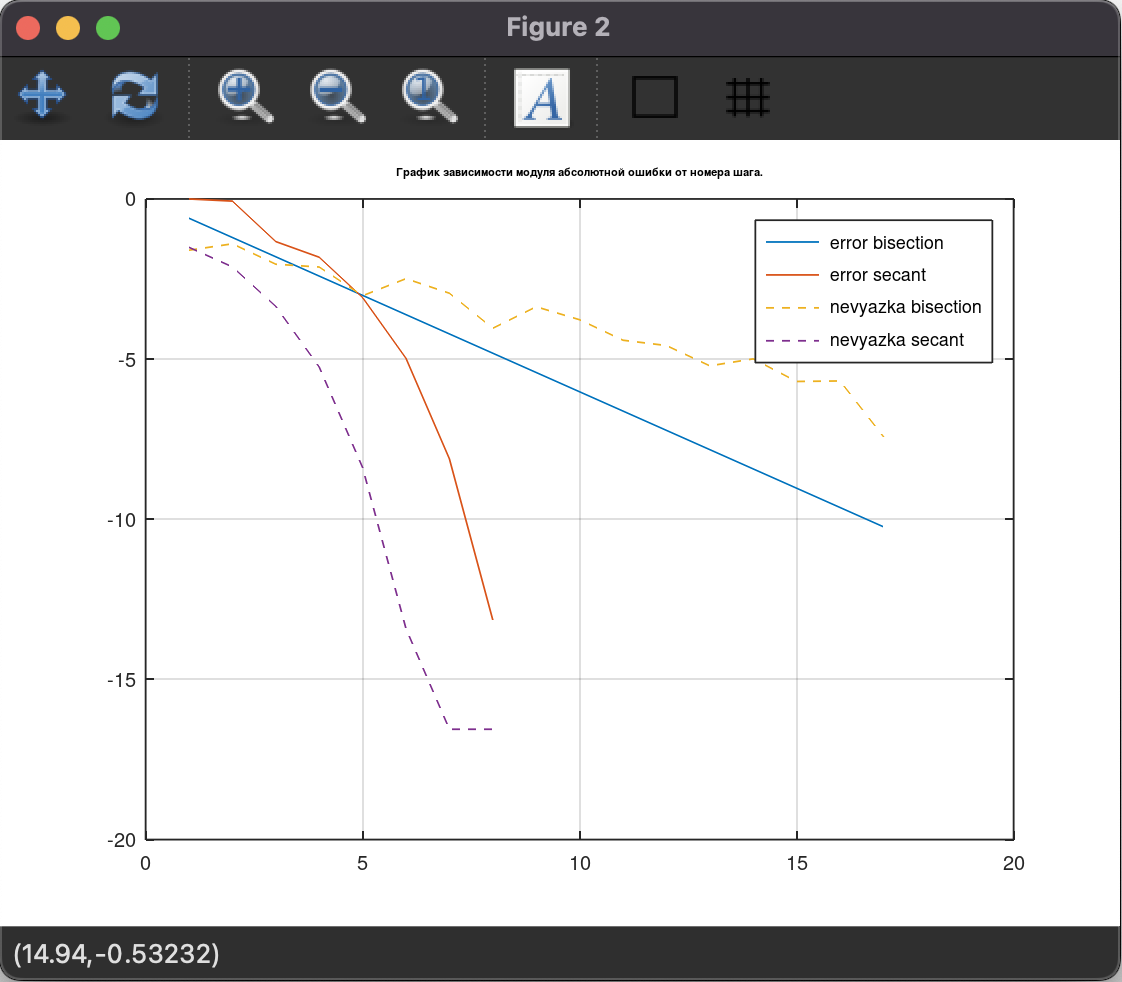 Figure 2
A
График зависимости модуля абсолютной ошибки от номера шага.
0
-5
-10
-15
-20
0
5
10
15
20
error bisection
error secant
nevyazka bisection
nevyazka secant
(14.94,-0.53232)